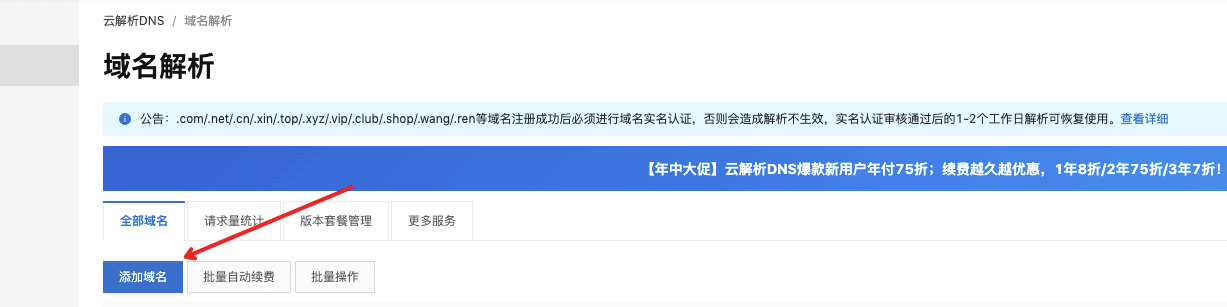 云解析DNS / 域名解析
域名解析
公告：.com/.net/.cn/.xin/.top/.xyz/.vip/.club/.shop/.wang/.ren等域名注册成功后必须进行域名实名认证，否则会造成解析不生效，实名认证审核通过后的1-2个工作日解析可恢复使用。查看详细
【年中大促】云解析DNS爆款新用户年付75折；续费越久越优惠，1年8折/2年75折/3年7折！
全部域名 请求量统计 版本套餐管理 更多服务
添加域名 批量自动续费 批量操作